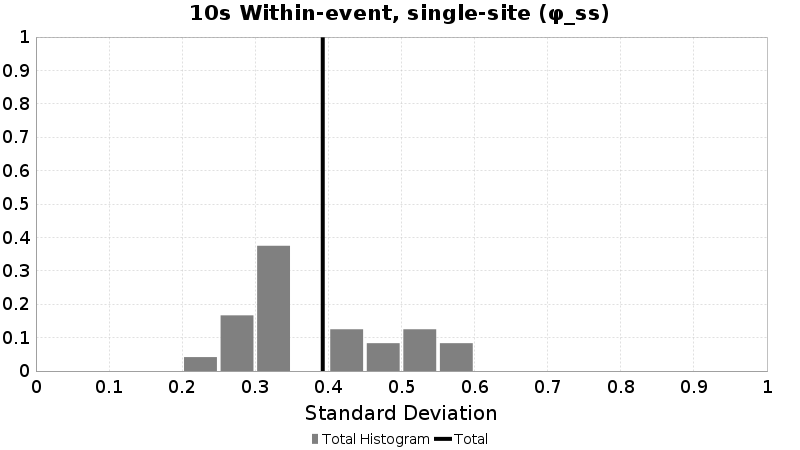 10s Within-event, single-site (φ_ss)
1
0.9
0.8
0.7
0.6
0.5
0.4
0.3
0.2
0.1
0
0 0.1 0.2 0.3 0.4 0.5 0.6 0.7 0.8 0.9 1
Standard Deviation
Total Histogram Total